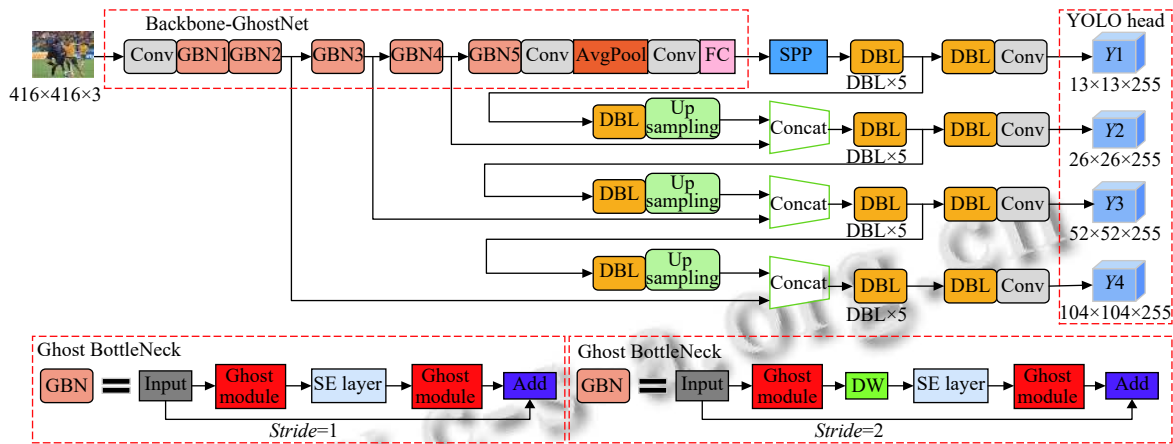 Backbone-GhostNet
YOLO head
Conv GBN1 GBN2 GBN3 GBN4 GBN5 Conv AvgPool Conv FC SPP DBL DBL Conv Y1
416×416×3
DBL×5
13×13×255
DBL Up sampling Concat DBL DBL Conv Y2
DBL×5
26×26×255
DBL Up sampling Concat DBL DBL Conv Y3
DBL×5
52×52×255
DBL Up sampling Concat DBL DBL Conv Y4
DBL×5
104×104×255
Ghost BottleNeck
GBN = Input Ghost module SE layer Ghost module Add
Stride=1
Ghost BottleNeck
GBN = Input Ghost module DW SE layer Ghost module Add
Stride=2